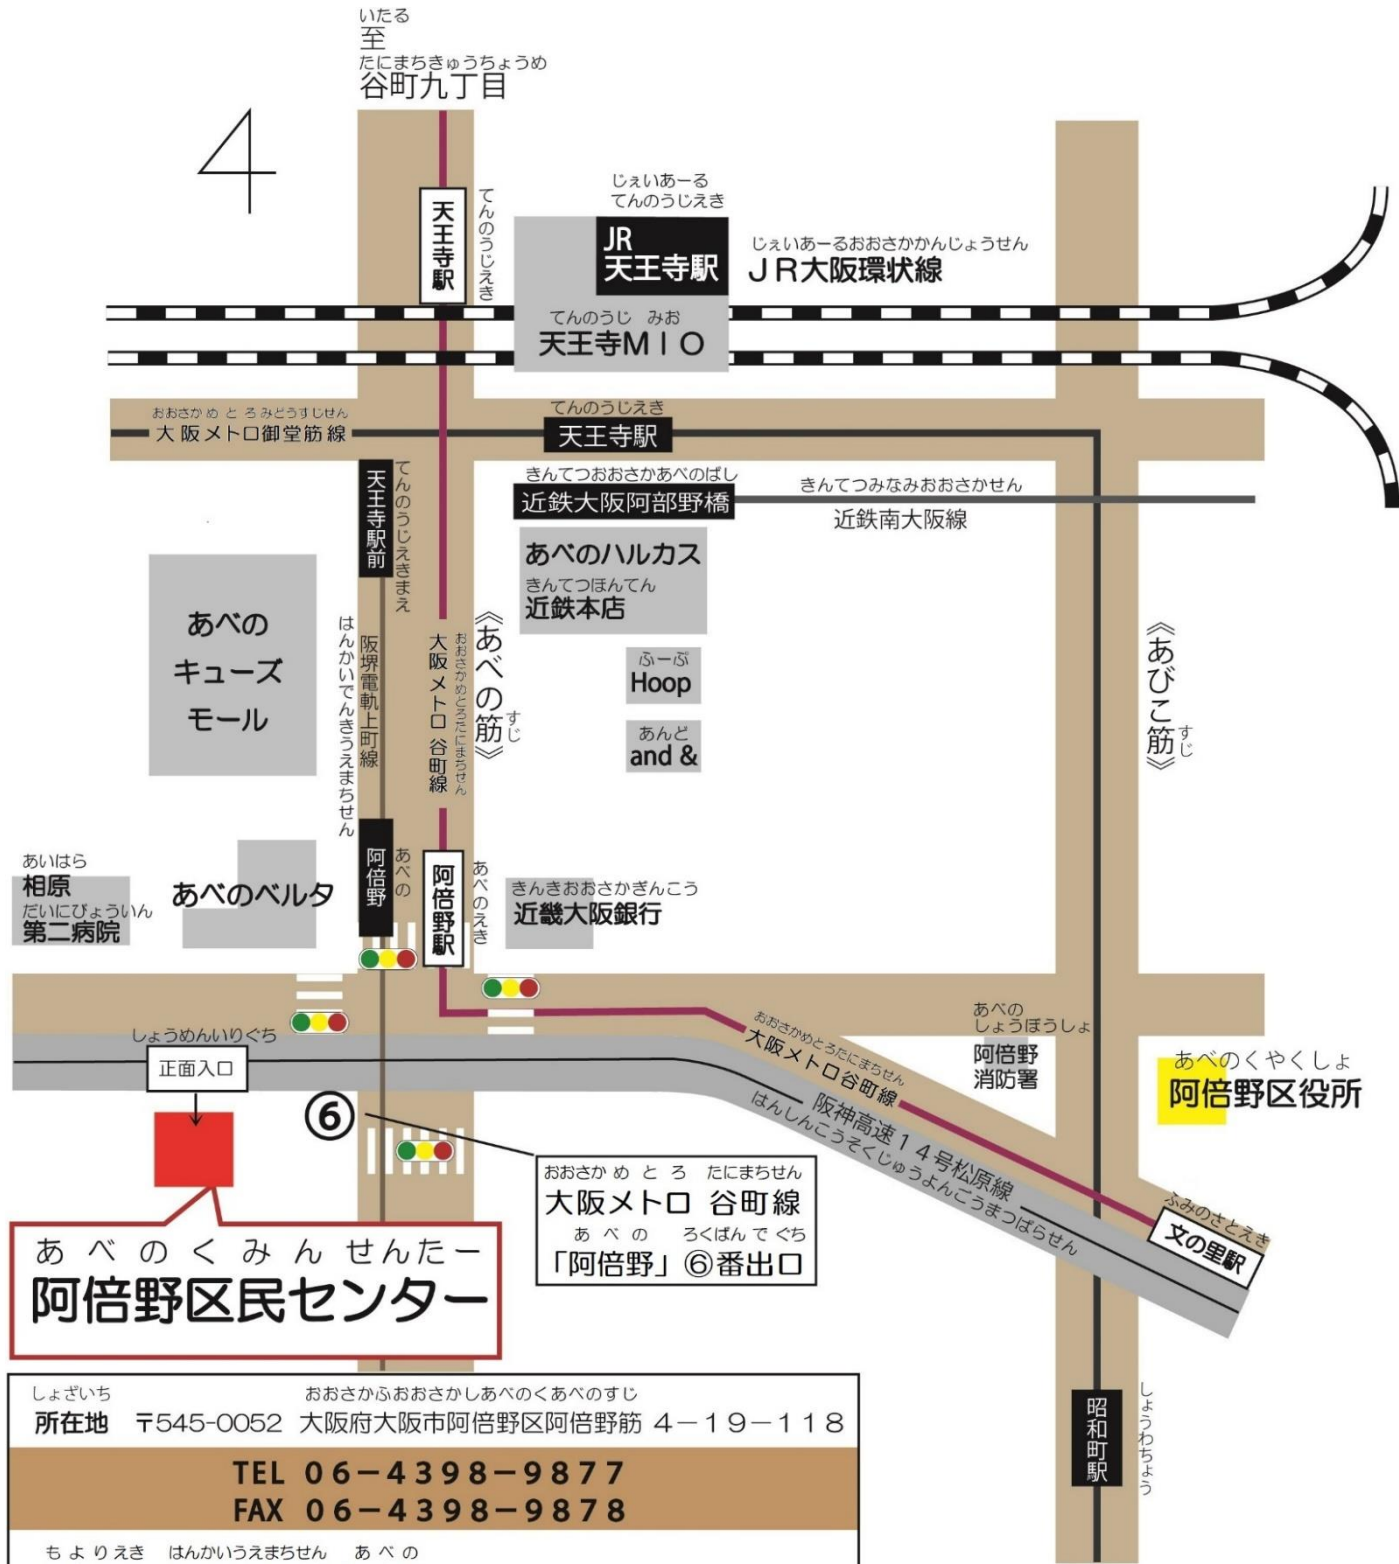 いたる
至
たにまちきゅうちょうめ
谷町九丁目
天王寺駅
てんのうじえき
じぇいあーる
てんのうじえき
JR
天王寺駅
じぇいあーるおおさかかんじょうせん
JR大阪環状線
てんのうじ みお
天王寺MIO
おおさかめとろみどうすじせん
大阪メトロ御堂筋線
てんのうじえき
天王寺駅
天王寺駅前
てんのうじえきまえ
きんてつおおさかあべのばし
近鉄大阪阿部野橋
きんてつみなみおおさかせん
近鉄南大阪線
あべのハルカス
きんてつほんてん
近鉄本店
あべの
キューズ
モール
はんかいでんきうえまちせん
阪堺電軌上町線
大阪メトロ 谷町線
おおさかめとろたにまちせん
《あべの筋》
すじ
ふーぷ
Hoop
あんど
and &
《あびこ筋》
すじ
あいはら
相原
だいにびょういん
第二病院
あべのベルタ
阿倍野
あべの
阿倍野駅
あべのえき
きんきおおさかぎんこう
近畿大阪銀行
しょうめんいりぐち
正面入口
おおさかめとろたにまちせん
大阪メトロ谷町線
阪神高速14号松原線
はんしんこうそくじゅうよんごうまつばらせん
あべの
しょうぼうしょ
阿倍野
消防署
あべのくやくしょ
阿倍野区役所
⑥
おおさかめとろ たにまちせん
大阪メトロ 谷町線
あべの ろくばんでぐち
「阿倍野」⑥番出口
ふみのさとえき
文の里駅
あべのくみんせんたー
阿倍野区民センター
しょざいち おおさかふおおさかしあべのくあべのすじ
所在地 〒545-0052 大阪府大阪市阿倍野区阿倍野筋 4-19-118
TEL 06-4398-9877
FAX 06-4398-9878
もよりえき はんかいうえまちせん あべの
昭和町駅
しょうわちょう